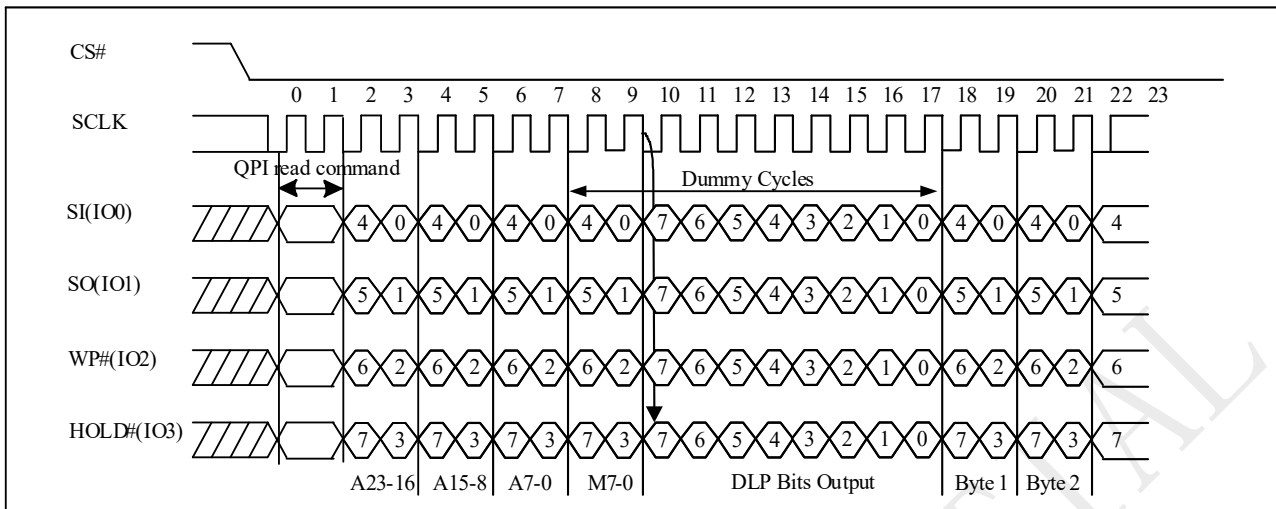 CS#
0 1 2 3 4 5 6 7 8 9 10 11 12 13 14 15 16 17 18 19 20 21 22 23
SCLK
QPI read command
Dummy Cycles
SI(IO0) 4 0 4 0 4 0 4 0 7 6 5 4 3 2 1 0 4 0 4 0 4
SO(IO1) 5 1 5 1 5 1 5 1 7 6 5 4 3 2 1 0 5 1 5 1 5
WP#(IO2) 6 2 6 2 6 2 6 2 7 6 5 4 3 2 1 0 6 2 6 2 6
HOLD#(IO3) 7 3 7 3 7 3 7 3 7 6 5 4 3 2 1 0 7 3 7 3 7
A23-16 A15-8 A7-0 M7-0 DLP Bits Output Byte 1 Byte 2